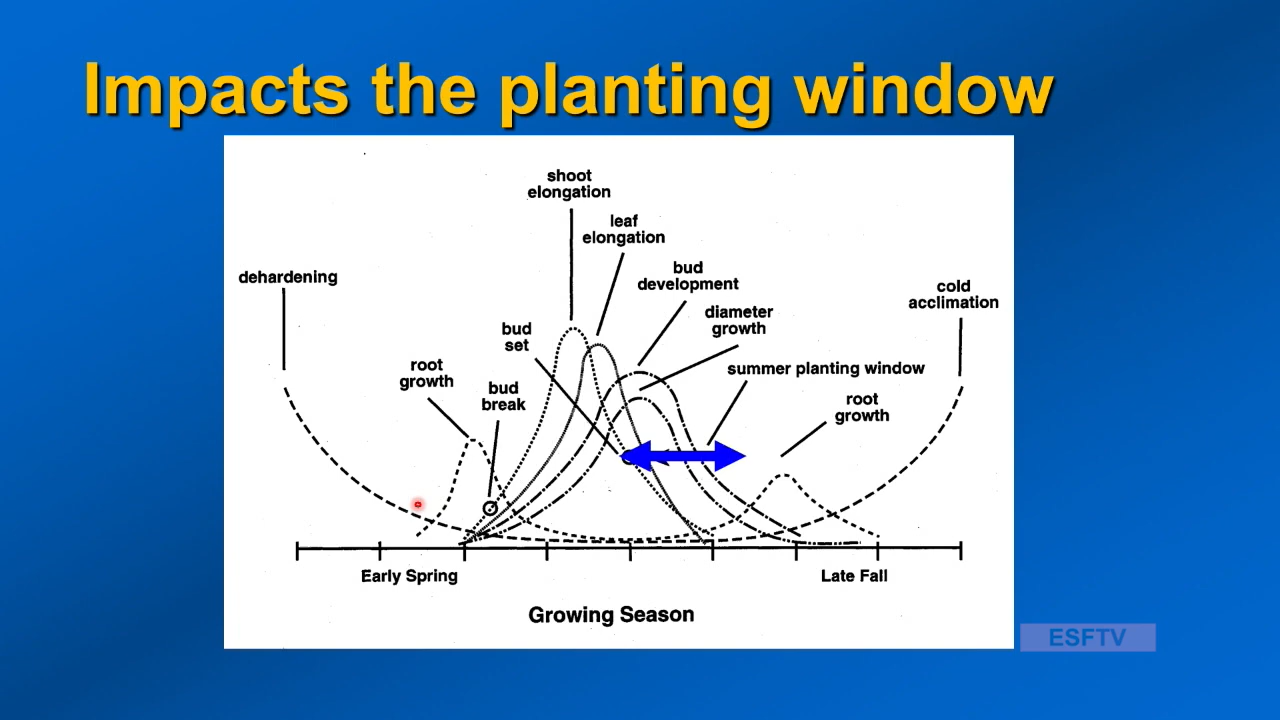 Impacts the planting window
shoot
elongation
leaf
elongation
bud
development
dehardening
cold
acclimation
diameter
growth
bud
set
root
growth
summer planting window
bud
break
root
growth
Early Spring
Late Fall
Growing Season
ESFTV